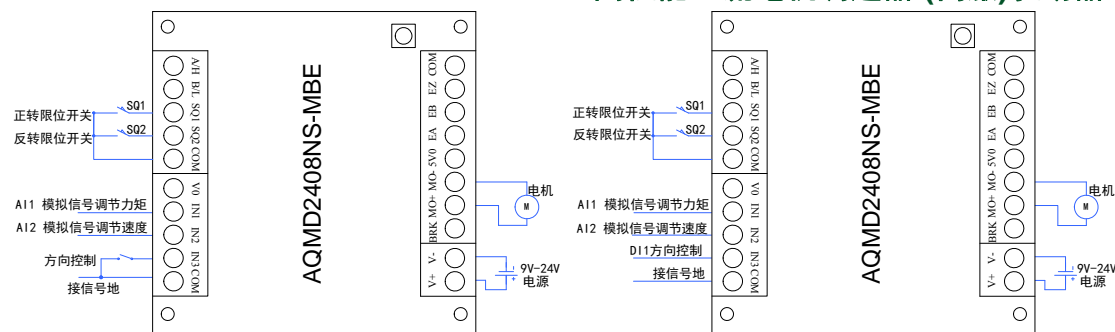 A/H
B/L
SQ1
SQ2
COM
V0
IN1
IN2
IN3
COM
正转限位开关
SQ1
反转限位开关
SQ2
AI1 模拟信号调节力矩
AI2 模拟信号调节速度
方向控制
接信号地
AQMD2408NS-MBE
COM
EZ
EB
EA
5V0
MO-
MO+
BRK
V-
V+
电机
M
9V-24V
电源
A/H
B/L
SQ1
SQ2
COM
V0
IN1
IN2
IN3
COM
正转限位开关
SQ1
反转限位开关
SQ2
AI1 模拟信号调节力矩
AI2 模拟信号调节速度
DI1方向控制
接信号地
AQMD2408NS-MBE
COM
EZ
EB
EA
5V0
MO-
MO+
BRK
V-
V+
电机
M
9V-24V
电源